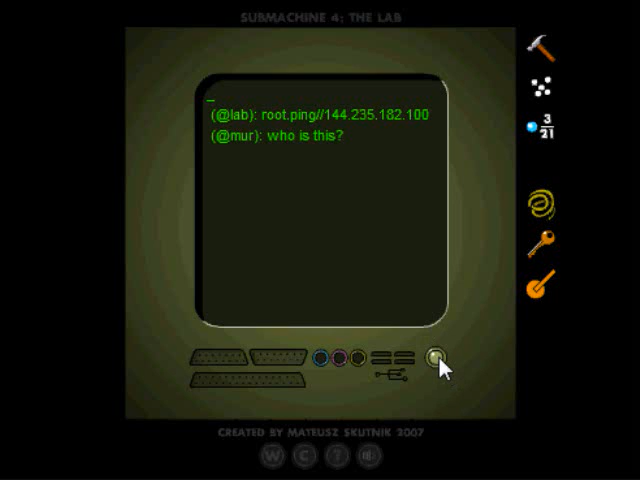 SUBMACHINE 4: THE LAB
_
(@lab): root.ping//144.235.182.100
(@mur): who is this?
3
21
CREATED BY MATEUSZ SKUTNIK 2007
W C ?